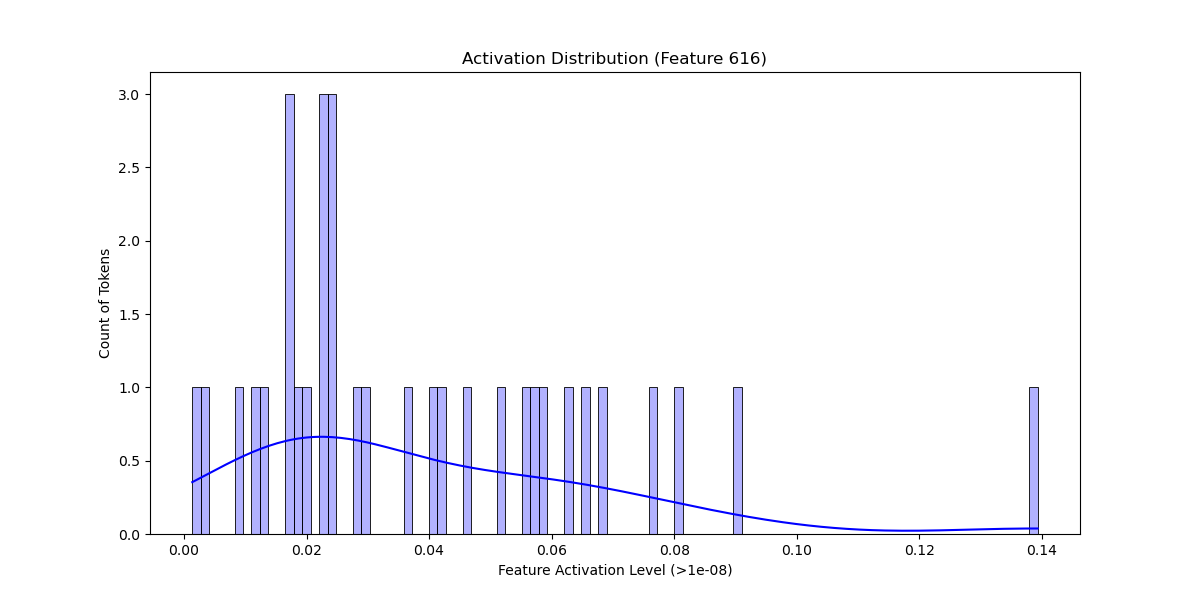 Activation Distribution (Feature 616)
3.0
2.5
2.0
1.5
1.0
0.5
0.0
Count of Tokens
0.00 0.02 0.04 0.06 0.08 0.10 0.12 0.14
Feature Activation Level (>1e-08)